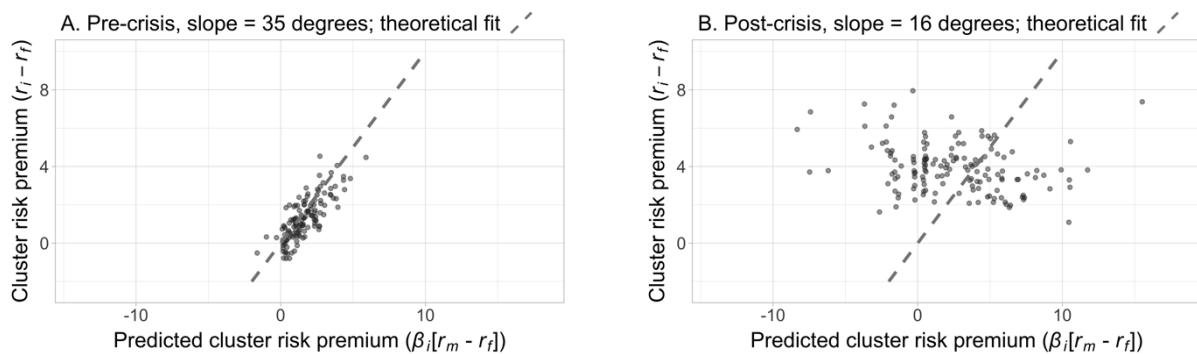 A. Pre-crisis, slope = 35 degrees; theoretical fit
Cluster risk premium (rᵢ − r_f)
8
4
0
-10
0
10
Predicted cluster risk premium (βᵢ[rₘ - r_f])
B. Post-crisis, slope = 16 degrees; theoretical fit
Cluster risk premium (rᵢ − r_f)
8
4
0
-10
0
10
Predicted cluster risk premium (βᵢ[rₘ - r_f])